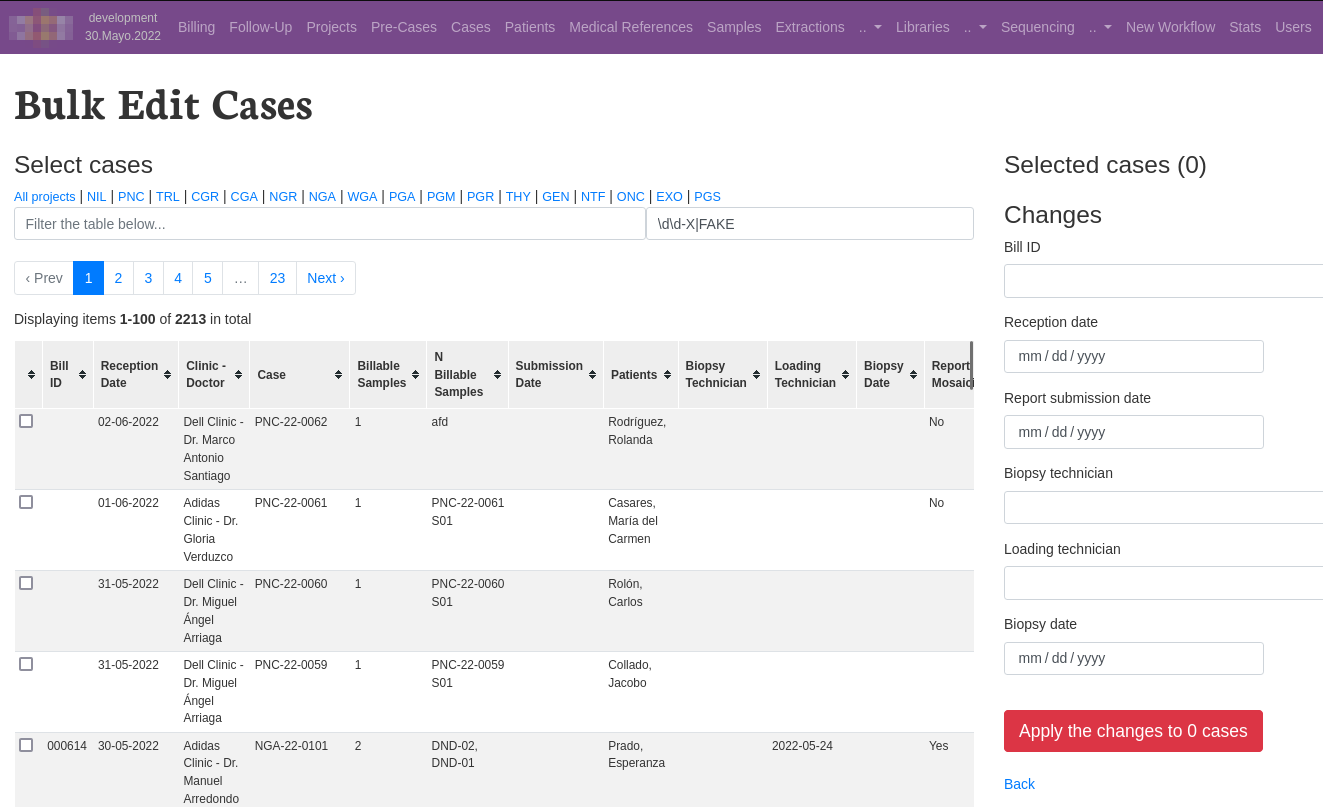 development
30.Mayo.2022
Billing Follow-Up Projects Pre-Cases Cases Patients Medical References Samples Extractions .. Libraries .. Sequencing .. New Workflow Stats Users
Bulk Edit Cases
Select cases
All projects | NIL | PNC | TRL | CGR | CGA | NGR | NGA | WGA | PGA | PGM | PGR | THY | GEN | NTF | ONC | EXO | PGS
Filter the table below... \d\d-X|FAKE
‹ Prev 1 2 3 4 5 … 23 Next ›
Displaying items 1-100 of 2213 in total
Bill ID Reception Date Clinic - Doctor Case Billable Samples N Billable Samples Submission Date Patients Biopsy Technician Loading Technician Biopsy Date Report Mosaic
02-06-2022 Dell Clinic - Dr. Marco Antonio Santiago PNC-22-0062 1 afd Rodríguez, Rolanda No
01-06-2022 Adidas Clinic - Dr. Gloria Verduzco PNC-22-0061 1 PNC-22-0061 S01 Casares, María del Carmen No
31-05-2022 Dell Clinic - Dr. Miguel Ángel Arriaga PNC-22-0060 1 PNC-22-0060 S01 Rolón, Carlos
31-05-2022 Dell Clinic - Dr. Miguel Ángel Arriaga PNC-22-0059 1 PNC-22-0059 S01 Collado, Jacobo
000614 30-05-2022 Adidas Clinic - Dr. Manuel Arredondo NGA-22-0101 2 DND-02, DND-01 Prado, Esperanza 2022-05-24 Yes
Selected cases (0)
Changes
Bill ID
Reception date
mm/dd/yyyy
Report submission date
mm/dd/yyyy
Biopsy technician
Loading technician
Biopsy date
mm/dd/yyyy
Apply the changes to 0 cases
Back